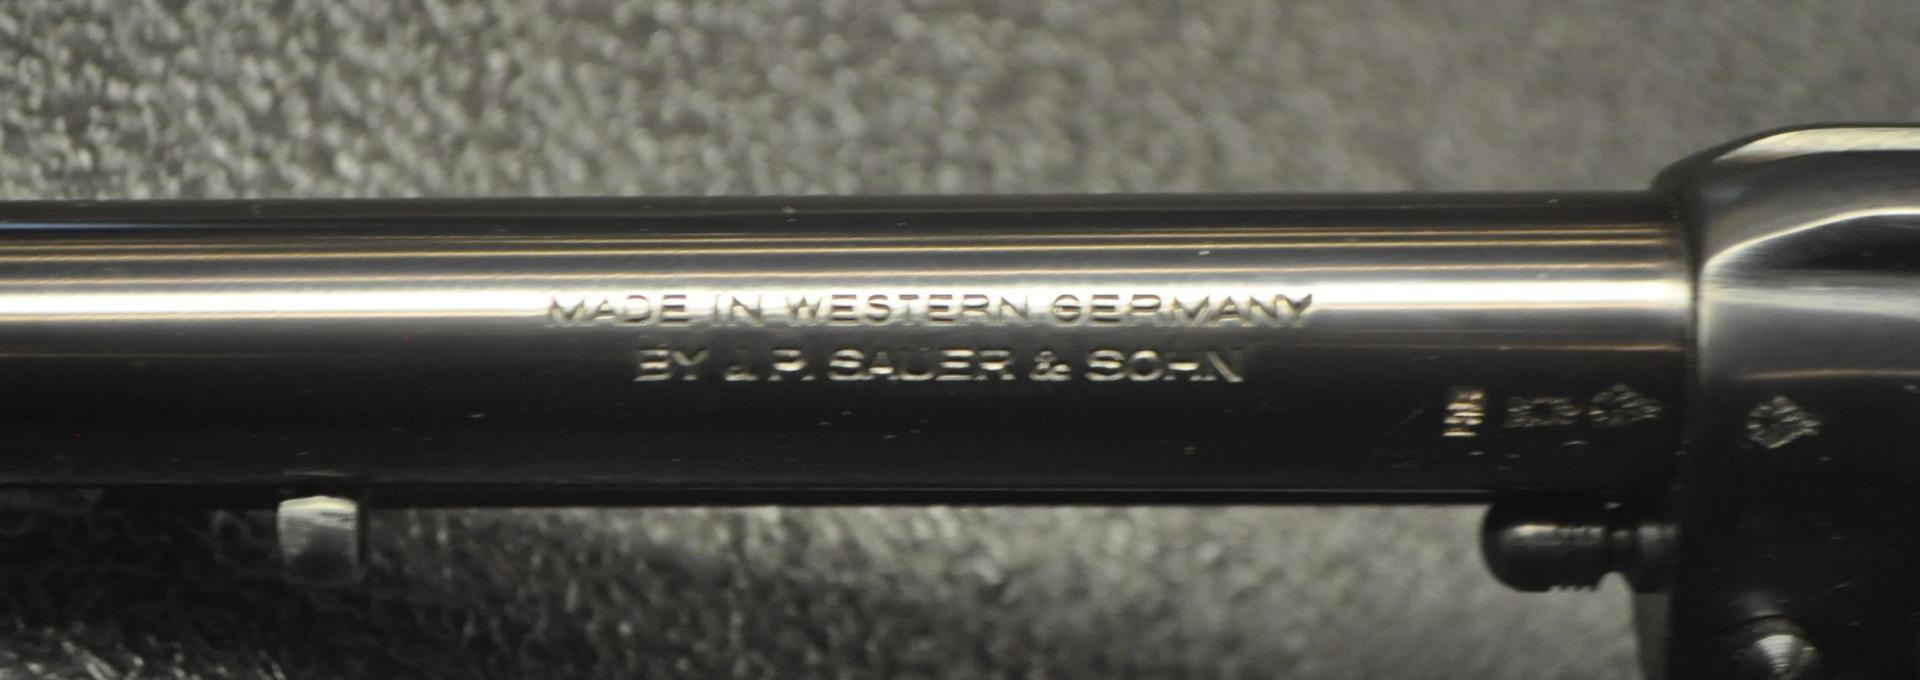 MADE IN WESTERN GERMANY
BY J. P. SAUER & SOHN